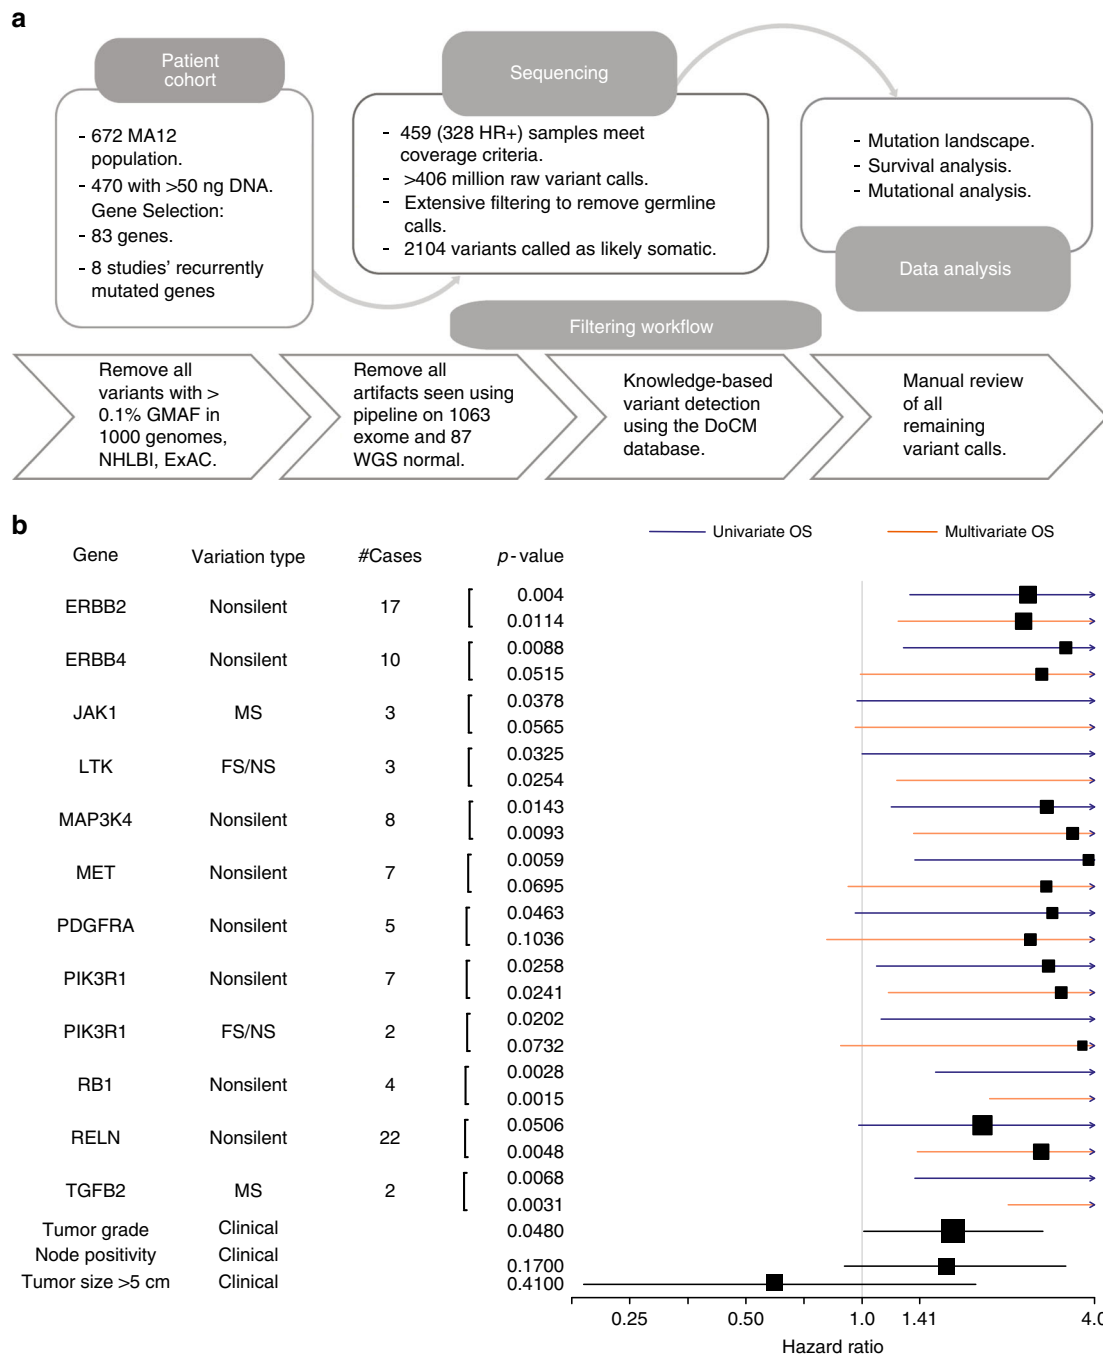 a
Patient
cohort
- 672 MA12
population.
- 470 with >50 ng DNA.
Gene Selection:
- 83 genes.
- 8 studies' recurrently
mutated genes
Sequencing
- 459 (328 HR+) samples meet
coverage criteria.
- >406 million raw variant calls.
- Extensive filtering to remove germline
calls.
- 2104 variants called as likely somatic.
- Mutation landscape.
- Survival analysis.
- Mutational analysis.
Data analysis
Filtering workflow
Remove all
variants with >
0.1% GMAF in
1000 genomes,
NHLBI, ExAC.
Remove all
artifacts seen using
pipeline on 1063
exome and 87
WGS normal.
Knowledge-based
variant detection
using the DoCM
database.
Manual review
of all
remaining
variant calls.
b
Univariate OS Multivariate OS
Gene Variation type #Cases p-value
ERBB2 Nonsilent 17 0.004
0.0114
ERBB4 Nonsilent 10 0.0088
0.0515
JAK1 MS 3 0.0378
0.0565
LTK FS/NS 3 0.0325
0.0254
MAP3K4 Nonsilent 8 0.0143
0.0093
MET Nonsilent 7 0.0059
0.0695
PDGFRA Nonsilent 5 0.0463
0.1036
PIK3R1 Nonsilent 7 0.0258
0.0241
PIK3R1 FS/NS 2 0.0202
0.0732
RB1 Nonsilent 4 0.0028
0.0015
RELN Nonsilent 22 0.0506
0.0048
TGFB2 MS 2 0.0068
0.0031
Tumor grade Clinical 0.0480
Node positivity Clinical 0.1700
Tumor size >5 cm Clinical 0.4100
0.25 0.50 1.0 1.41 4.0
Hazard ratio